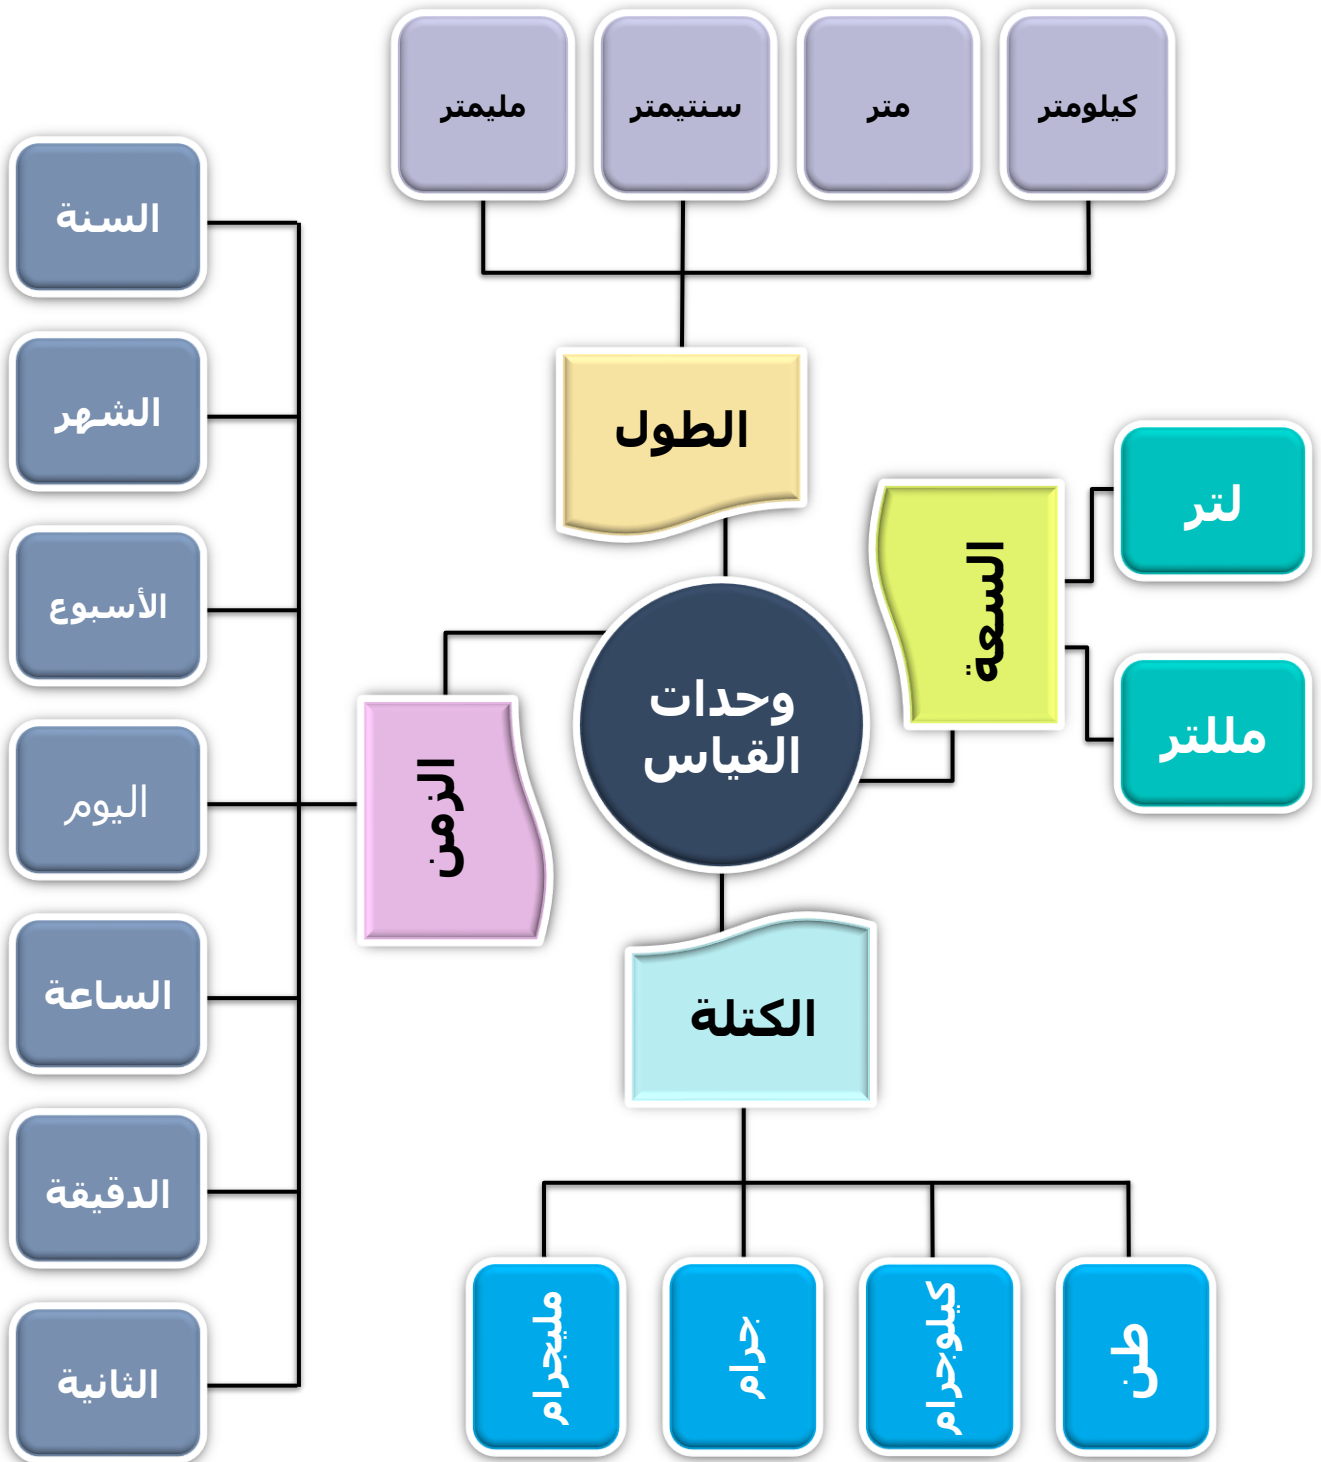 كيلومتر
متر
سنتيمتر
مليمتر
الطول
السعة
لتر
مللتر
وحدات
القياس
الزمن
السنة
الشهر
الأسبوع
اليوم
الساعة
الدقيقة
الثانية
الكتلة
طن
كيلوجرام
جرام
مليجرام